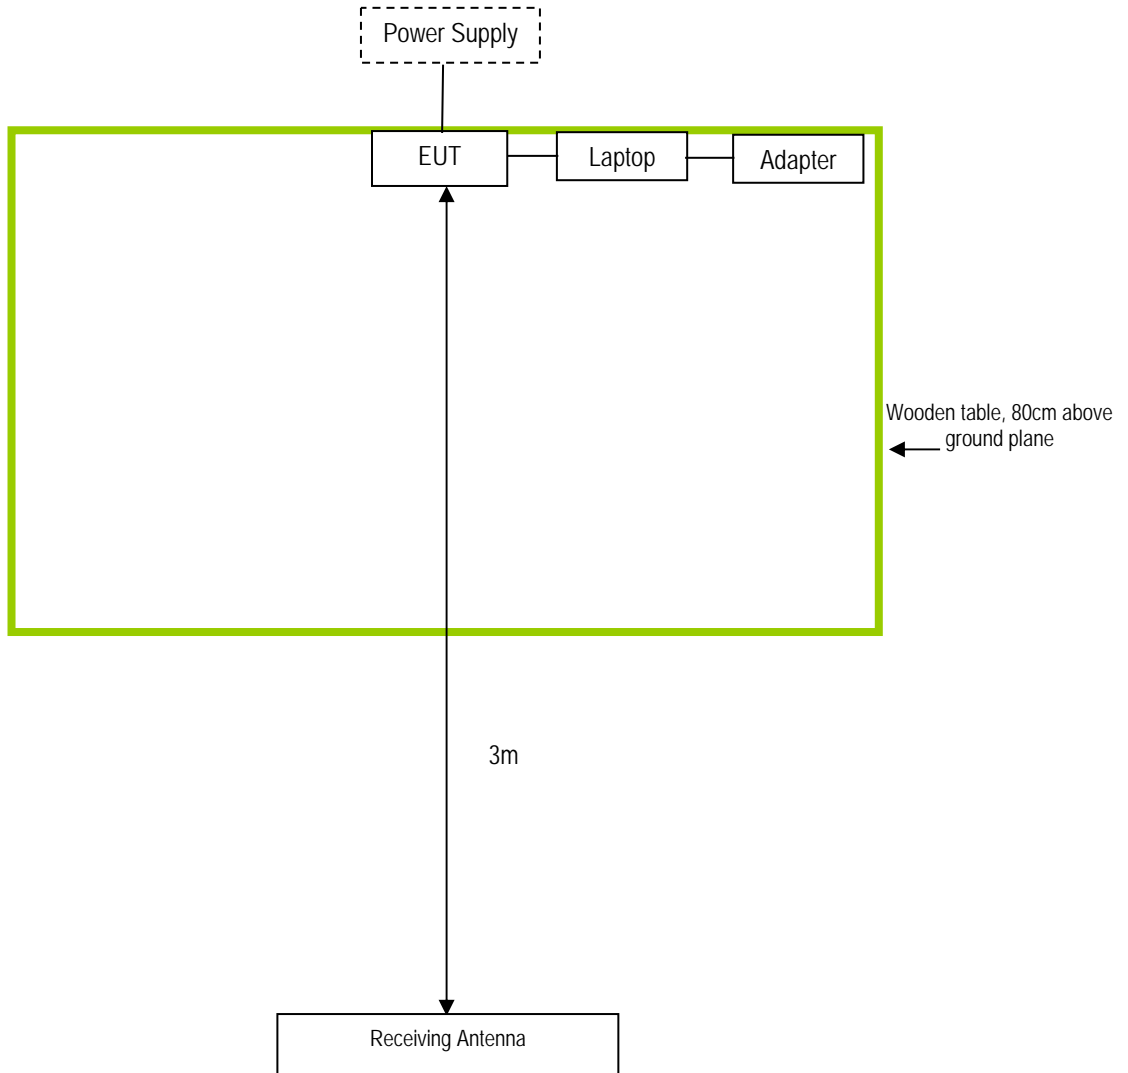 Power Supply
EUT
Laptop
Adapter
Wooden table, 80cm above
ground plane
3m
Receiving Antenna